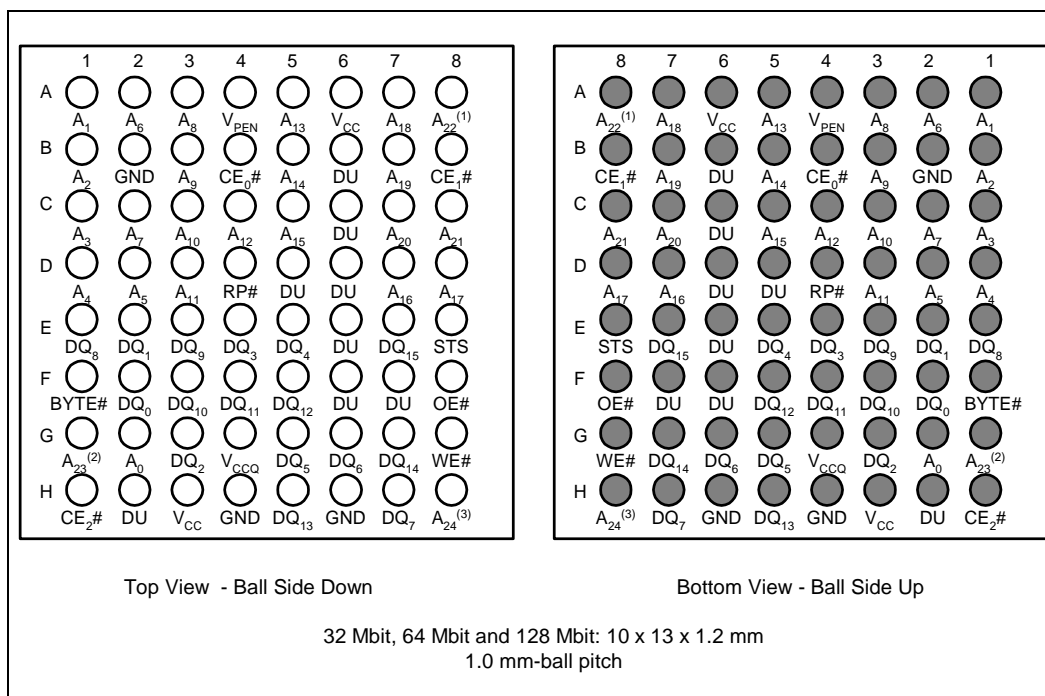 1 2 3 4 5 6 7 8
A
A1 A6 A8 VPEN A13 VCC A18 A22(1)
B
A2 GND A9 CE0# A14 DU A19 CE1#
C
A3 A7 A10 A12 A15 DU A20 A21
D
A4 A5 A11 RP# DU DU A16 A17
E
DQ8 DQ1 DQ9 DQ3 DQ4 DU DQ15 STS
F
BYTE# DQ0 DQ10 DQ11 DQ12 DU DU OE#
G
A23(2) A0 DQ2 VCCQ DQ5 DQ6 DQ14 WE#
H
CE2# DU VCC GND DQ13 GND DQ7 A24(3)
Top View - Ball Side Down
8 7 6 5 4 3 2 1
A
A22(1) A18 VCC A13 VPEN A8 A6 A1
B
CE1# A19 DU A14 CE0# A9 GND A2
C
A21 A20 DU A15 A12 A10 A7 A3
D
A17 A16 DU DU RP# A11 A5 A4
E
STS DQ15 DU DQ4 DQ3 DQ9 DQ1 DQ8
F
OE# DU DU DQ12 DQ11 DQ10 DQ0 BYTE#
G
WE# DQ14 DQ6 DQ5 VCCQ DQ2 A0 A23(2)
H
A24(3) DQ7 GND DQ13 GND VCC DU CE2#
Bottom View - Ball Side Up
32 Mbit, 64 Mbit and 128 Mbit: 10 x 13 x 1.2 mm
1.0 mm-ball pitch